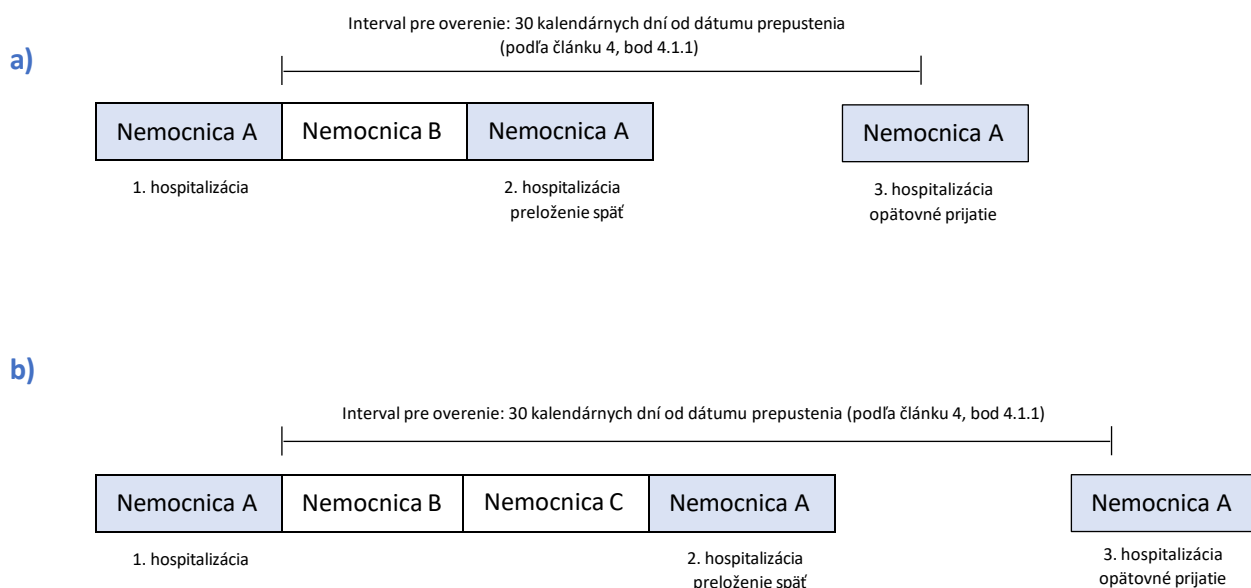 Interval pre overenie: 30 kalendárnych dní od dátumu prepustenia
(podľa článku 4, bod 4.1.1)
a)
Nemocnica A Nemocnica B Nemocnica A Nemocnica A
1. hospitalizácia 2. hospitalizácia 3. hospitalizácia
preloženie späť opätovné prijatie
b)
Interval pre overenie: 30 kalendárnych dní od dátumu prepustenia (podľa článku 4, bod 4.1.1)
Nemocnica A Nemocnica B Nemocnica C Nemocnica A Nemocnica A
1. hospitalizácia 2. hospitalizácia 3. hospitalizácia
preloženie späť opätovné prijatie